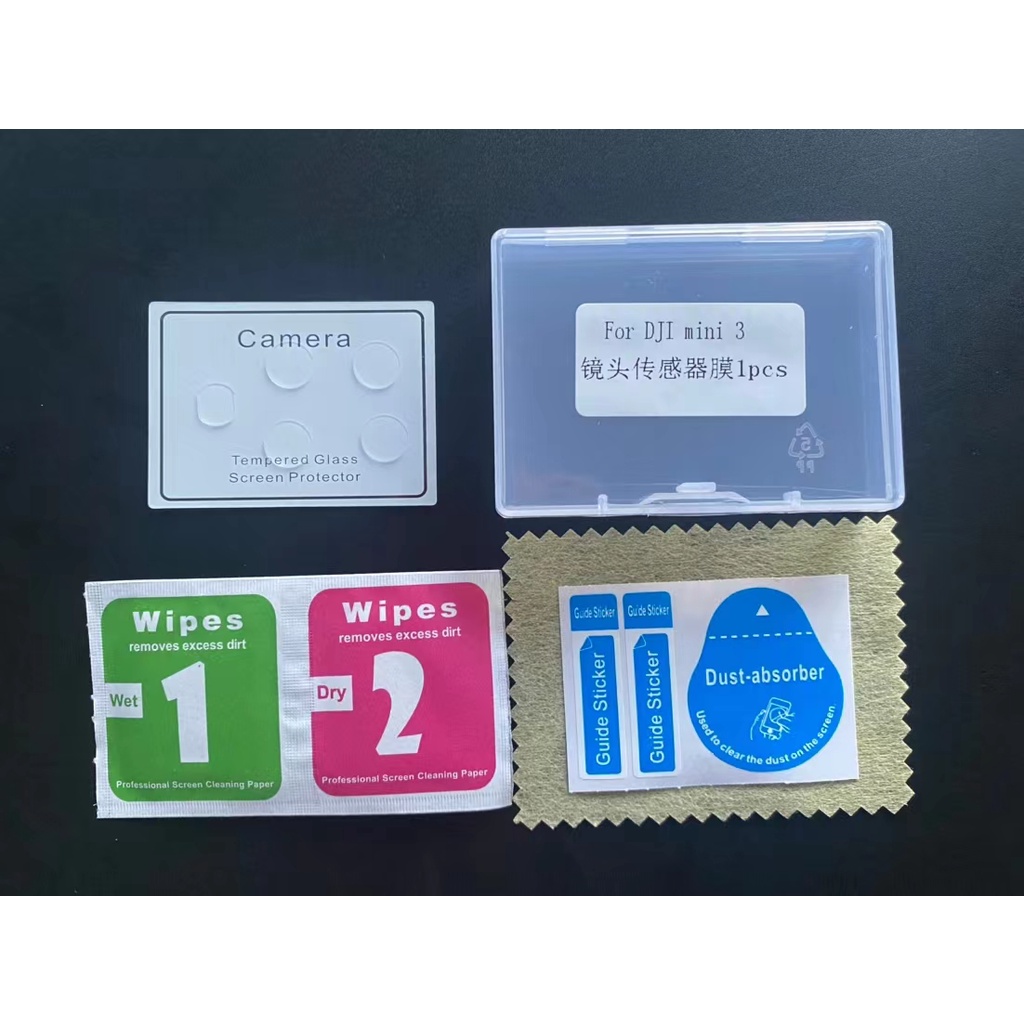 Camera
Tempered Glass
Screen Protector
For DJI mini 3
镜头传感器膜1pcs
5
PP
Wipes
removes excess dirt
Wet
1
Professional Screen Cleaning Paper
Wipes
removes excess dirt
Dry
2
Professional Screen Cleaning Paper
Guide Sticker
Guide Sticker
Guide Sticker
Guide Sticker
Dust-absorber
Used to clear the dust on the screen.